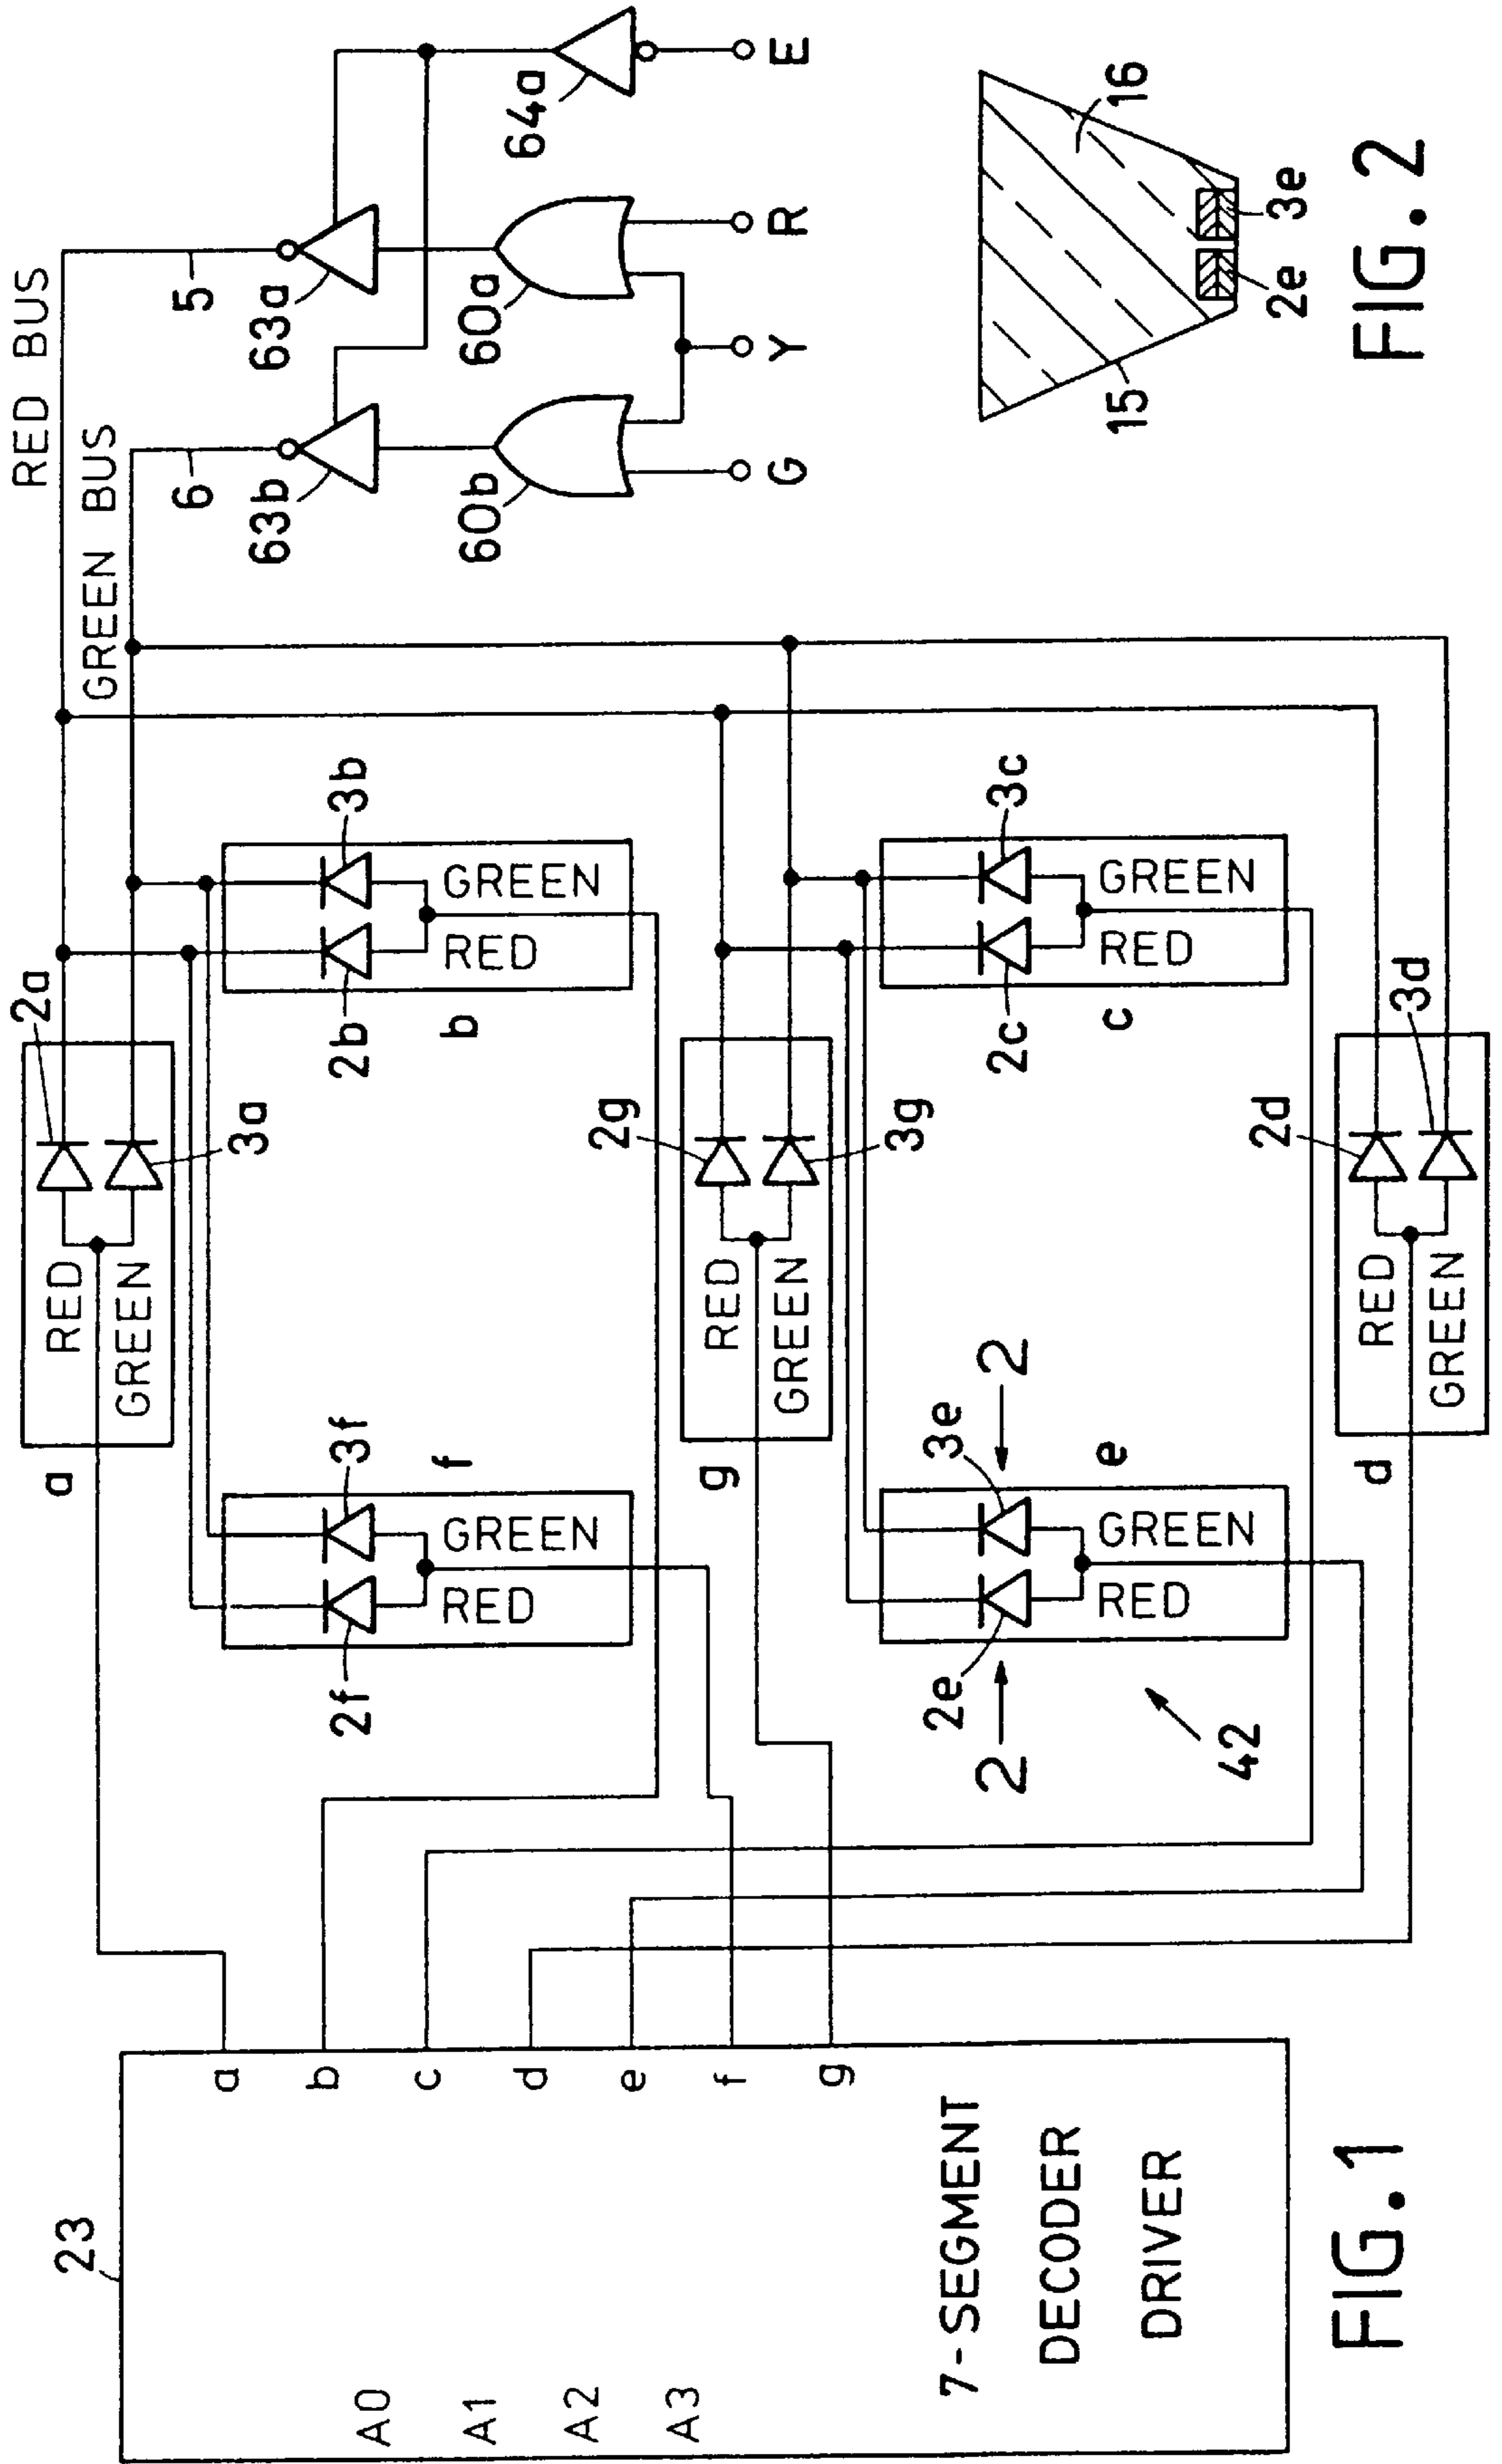 23
A0
A1
A2
A3
a
b
c
d
e
f
g
7-SEGMENT
DECODER
DRIVER
FIG.1
a
RED
GREEN
2a
3a
RED BUS
GREEN BUS
2f
3f
f
RED
GREEN
2b
3b
b
RED
GREEN
g
RED
GREEN
2g
3g
2
2e
3e
2
e
RED
GREEN
42
2c
3c
c
RED
GREEN
d
RED
GREEN
2d
3d
6
5
63b
63a
60b
60a
64a
G
Y
R
E
15
16
2e
3e
FIG.2